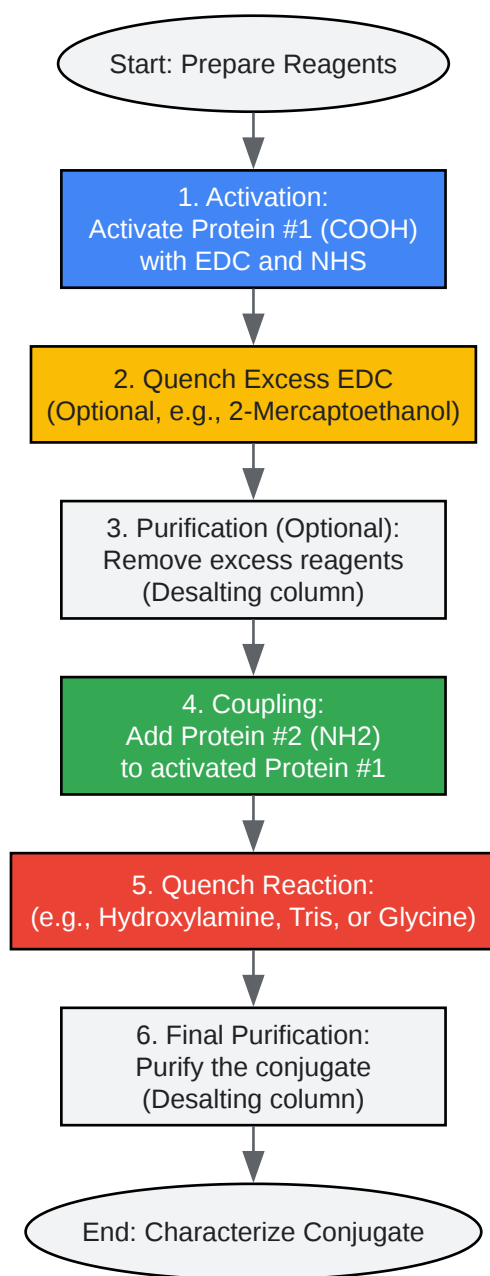 Start: Prepare Reagents
1. Activation:
Activate Protein #1 (COOH)
with EDC and NHS
2. Quench Excess EDC
(Optional, e.g., 2-Mercaptoethanol)
3. Purification (Optional):
Remove excess reagents
(Desalting column)
4. Coupling:
Add Protein #2 (NH2)
to activated Protein #1
5. Quench Reaction:
(e.g., Hydroxylamine, Tris, or Glycine)
6. Final Purification:
Purify the conjugate
(Desalting column)
End: Characterize Conjugate